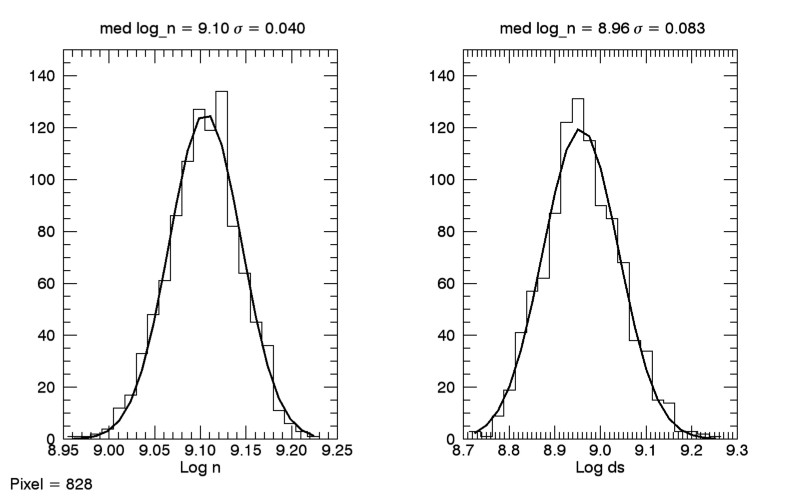 med log_n = 9.10 σ = 0.040
140
120
100
80
60
40
20
0
8.95 9.00 9.05 9.10 9.15 9.20 9.25
Log n
med log_n = 8.96 σ = 0.083
140
120
100
80
60
40
20
0
8.7 8.8 8.9 9.0 9.1 9.2 9.3
Log ds
Pixel = 828